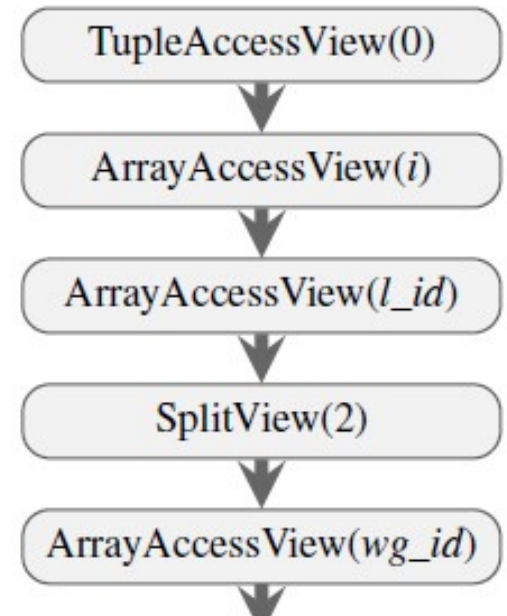 TupleAccessView(0)
ArrayAccessView(i)
ArrayAccessView(l_id)
SplitView(2)
ArrayAccessView(wg_id)